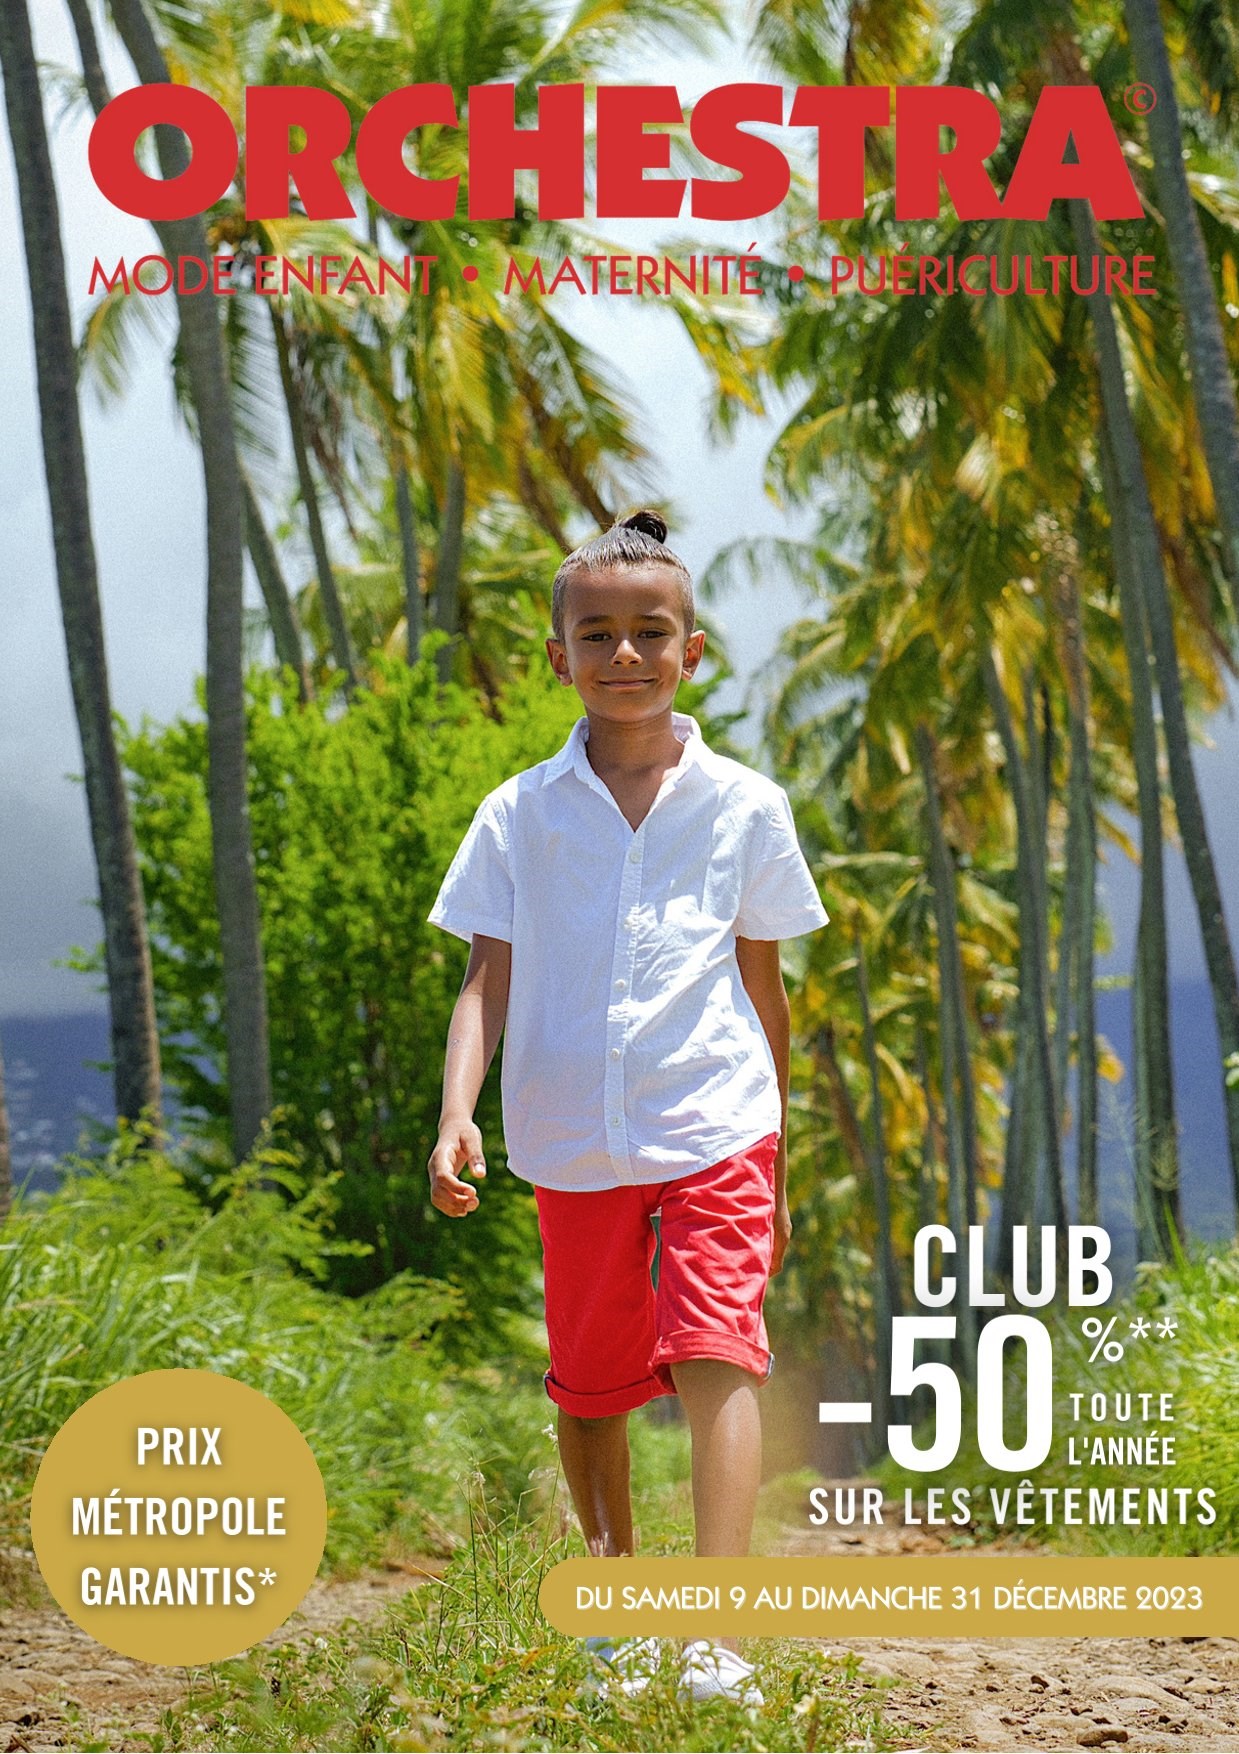 ORCHESTRA©
MODE ENFANT • MATERNITÉ • PUÉRICULTURE
CLUB
-50%**
TOUTE
L'ANNÉE
SUR LES VÊTEMENTS
PRIX
MÉTROPOLE
GARANTIS*
DU SAMEDI 9 AU DIMANCHE 31 DÉCEMBRE 2023